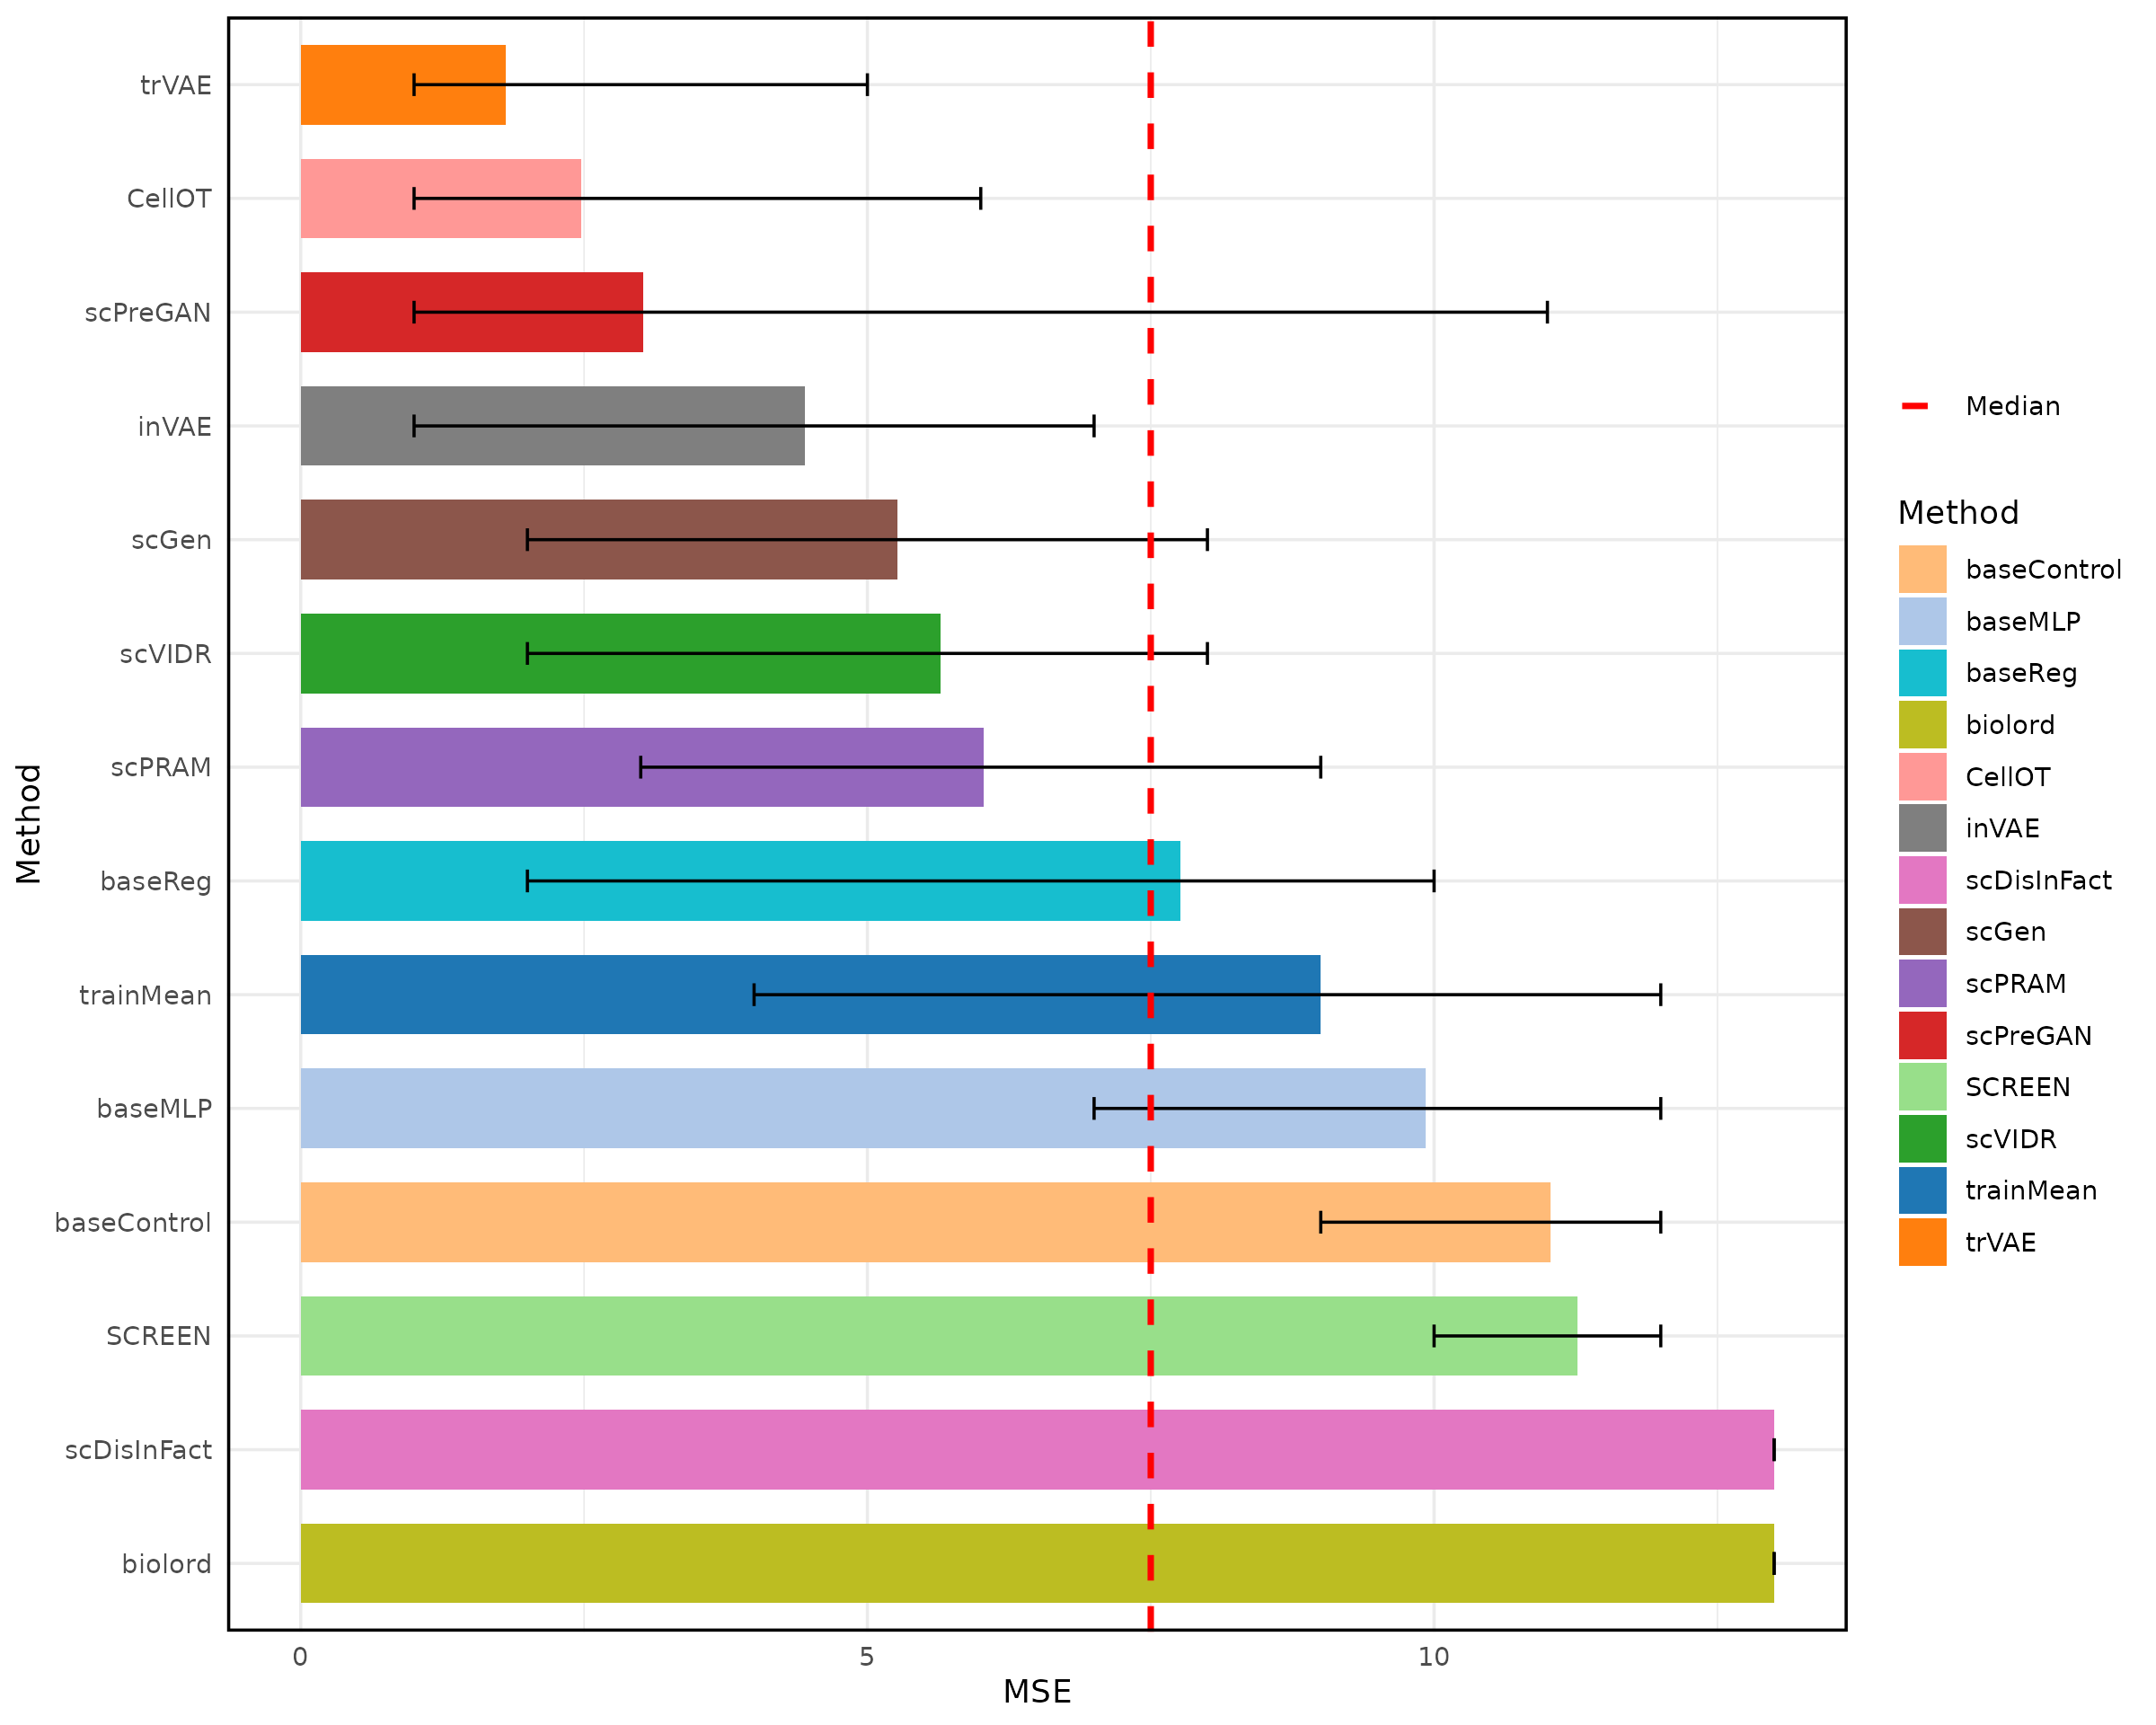 trVAE
CellOT
scPreGAN
inVAE
scGen
scVIDR
scPRAM
baseReg
trainMean
baseMLP
baseControl
SCREEN
scDisInFact
biolord
Method
0 5 10
MSE
Median
Method
baseControl
baseMLP
baseReg
biolord
CellOT
inVAE
scDisInFact
scGen
scPRAM
scPreGAN
SCREEN
scVIDR
trainMean
trVAE